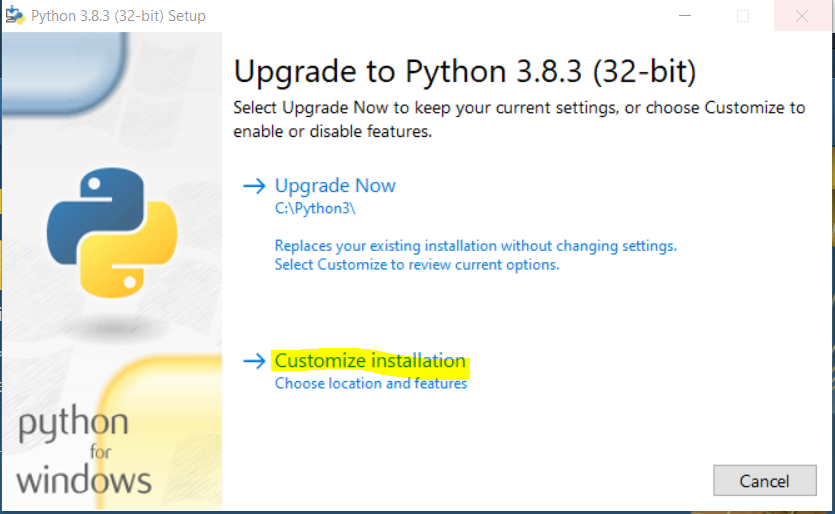 Python 3.8.3 (32-bit) Setup
Upgrade to Python 3.8.3 (32-bit)
Select Upgrade Now to keep your current settings, or choose Customize to
enable or disable features.
Upgrade Now
C:\Python3\
Replaces your existing installation without changing settings.
Select Customize to review current options.
Customize installation
Choose location and features
python
for
windows
Cancel